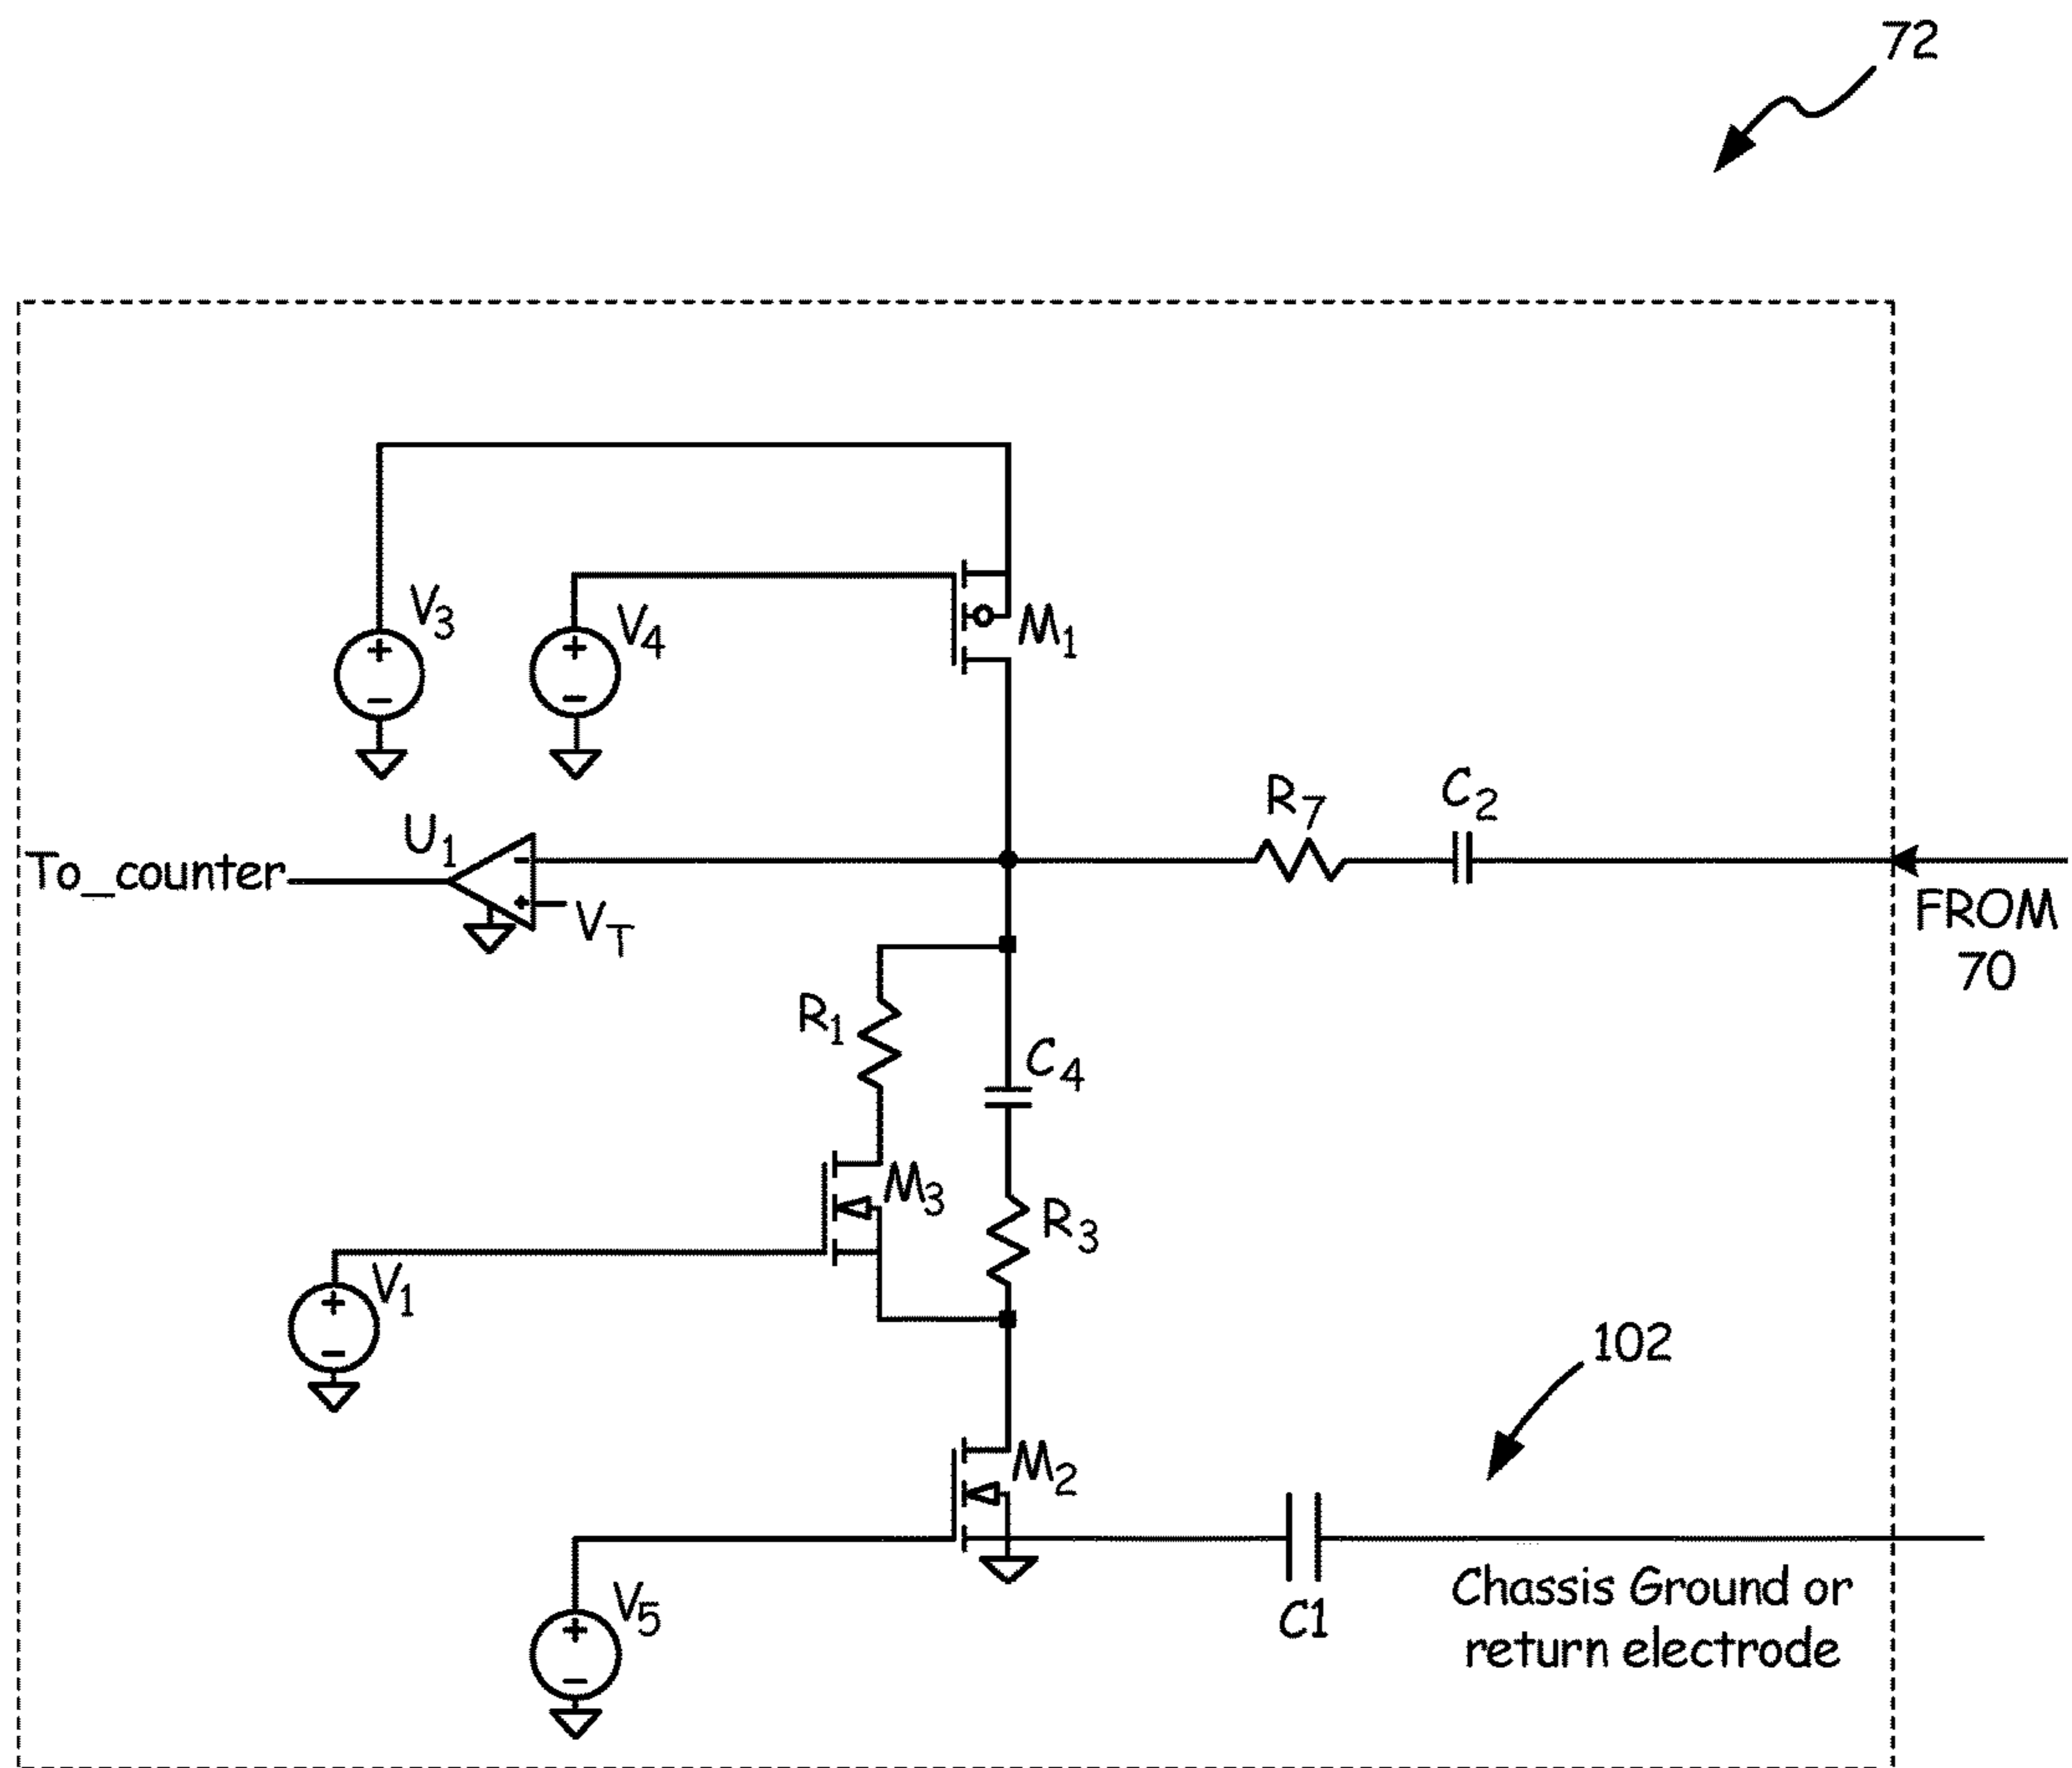 72
V3
V4
M1
R7
C2
U1
To_counter
VT
FROM
70
R1
C4
M3
R3
V1
102
M2
V5
C1
Chassis Ground or
return electrode